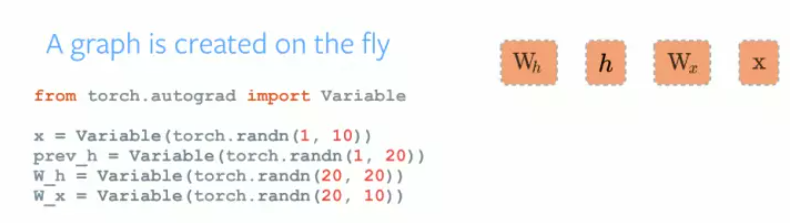 A graph is created on the fly
W_h h W_x x
from torch.autograd import Variable
x = Variable(torch.randn(1, 10))
prev_h = Variable(torch.randn(1, 20))
W_h = Variable(torch.randn(20, 20))
W_x = Variable(torch.randn(20, 10))